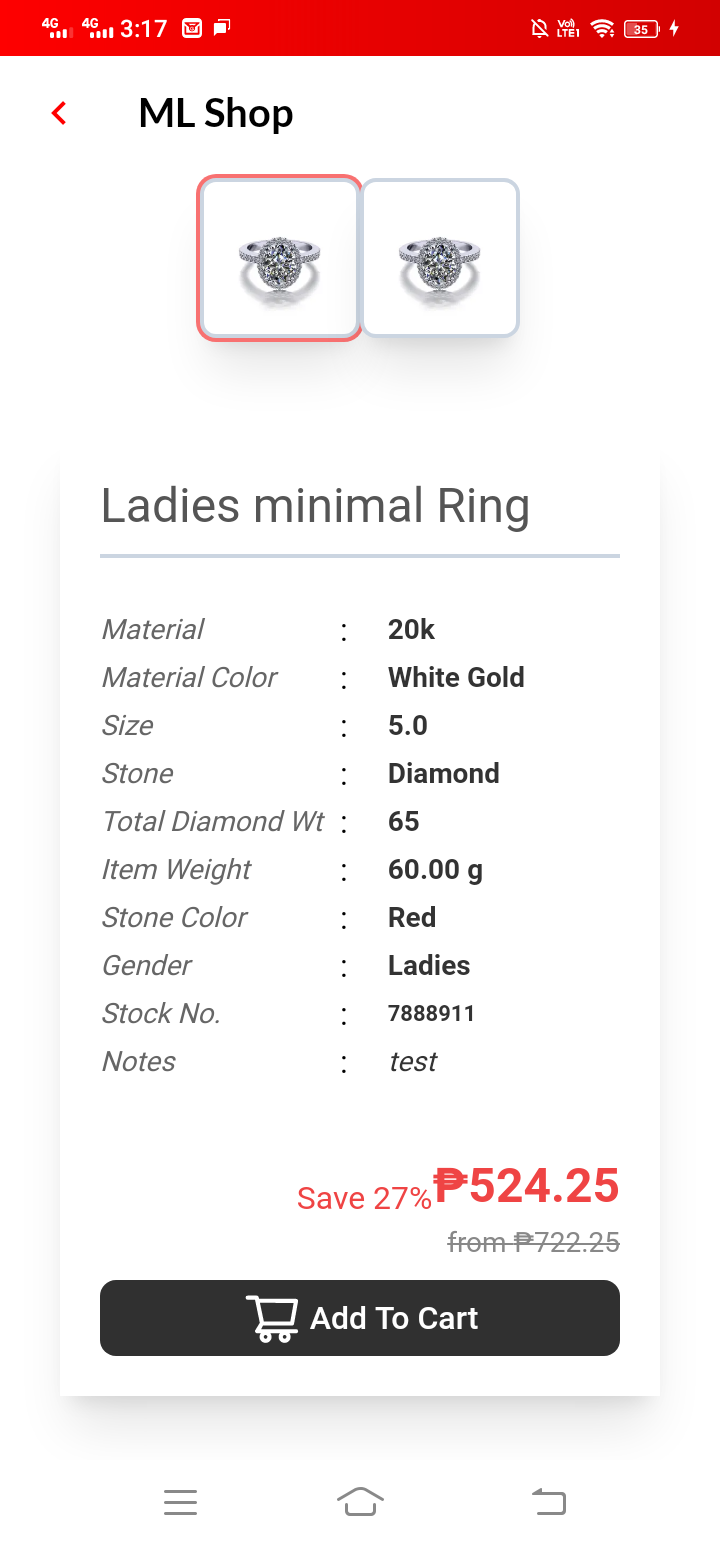 4G 4G 3:17 Vo) LTE1 35
ML Shop
Ladies minimal Ring
Material : 20k
Material Color : White Gold
Size : 5.0
Stone : Diamond
Total Diamond Wt : 65
Item Weight : 60.00 g
Stone Color : Red
Gender : Ladies
Stock No. : 7888911
Notes : test
Save 27% ₱524.25
from ₱722.25
Add To Cart